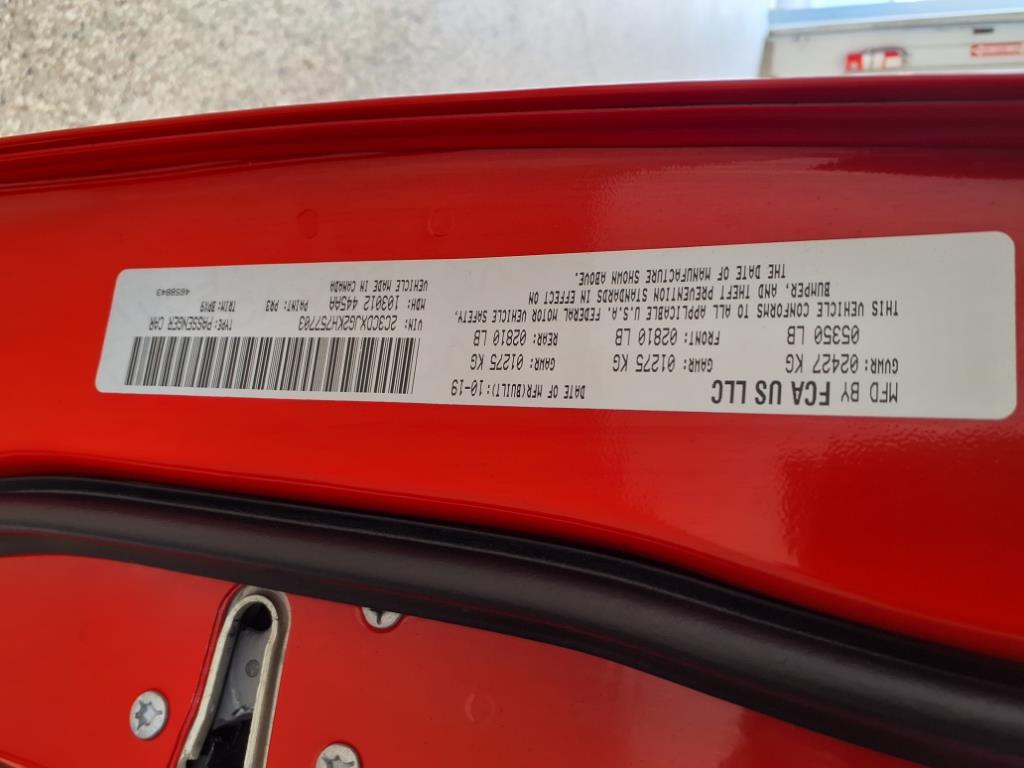 MFD BY FCA US LLC
DATE OF MFR(BUILT):10-19
GVWR: 02427 KG
GAWR: 01275 KG
GAWR: 01275 KG
05350 LB
FRONT: 02810 LB
REAR: 02810 LB
THIS VEHICLE CONFORMS TO ALL APPLICABLE U.S.A. FEDERAL MOTOR VEHICLE SAFETY,
BUMPER, AND THEFT PREVENTION STANDARDS IN EFFECT ON
THE DATE OF MANUFACTURE SHOWN ABOVE.
VIN: 2C3CDXJG2KH757703
TYPE: PASSENGER CAR
MDH: 103012 445AA
PAINT: PR3
TRIM: BPX9
VEHICLE MADE IN CANADA
4658843